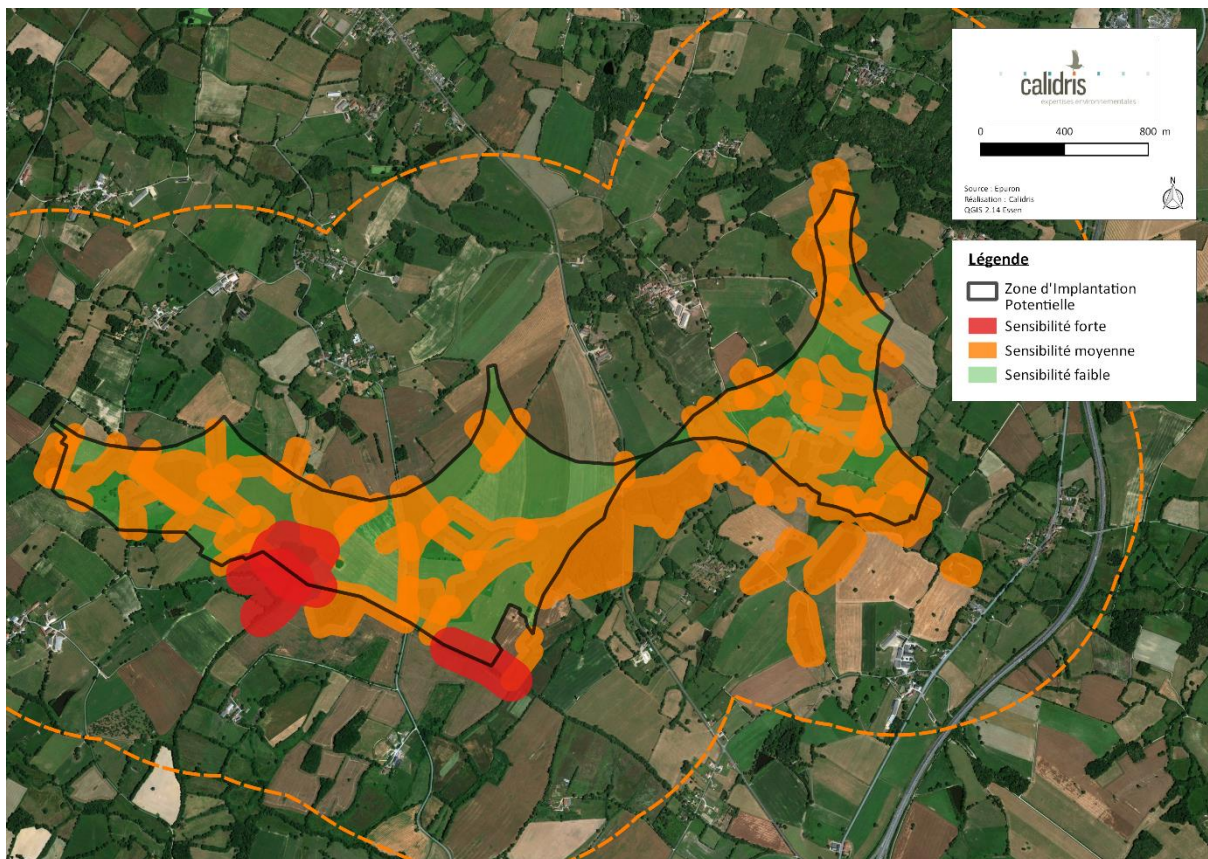 calidris
expertises environnementales
0 400 800 m
Source : Epuron
Réalisation : Calidris
QGIS 2.14 Essen
N
Légende
Zone d'Implantation
Potentielle
Sensibilité forte
Sensibilité moyenne
Sensibilité faible